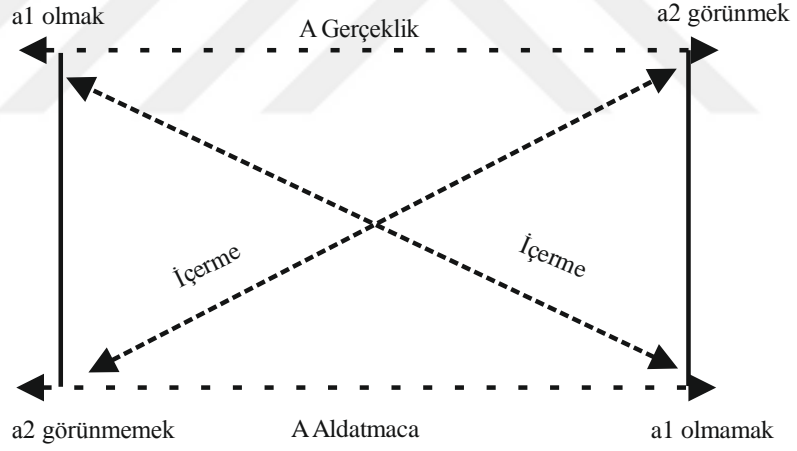 a1 olmak
A Gerçeklik
a2 görünmek
İçerme
İçerme
a2 görünmemek
A Aldatmaca
a1 olmamak